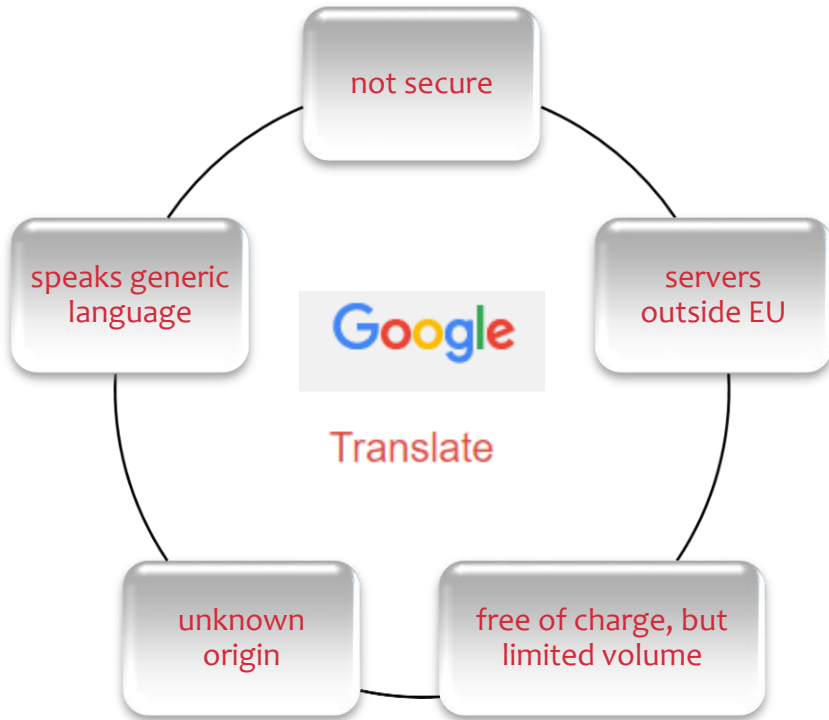 not secure
speaks generic
language
servers
outside EU
Google
Translate
unknown
origin
free of charge, but
limited volume